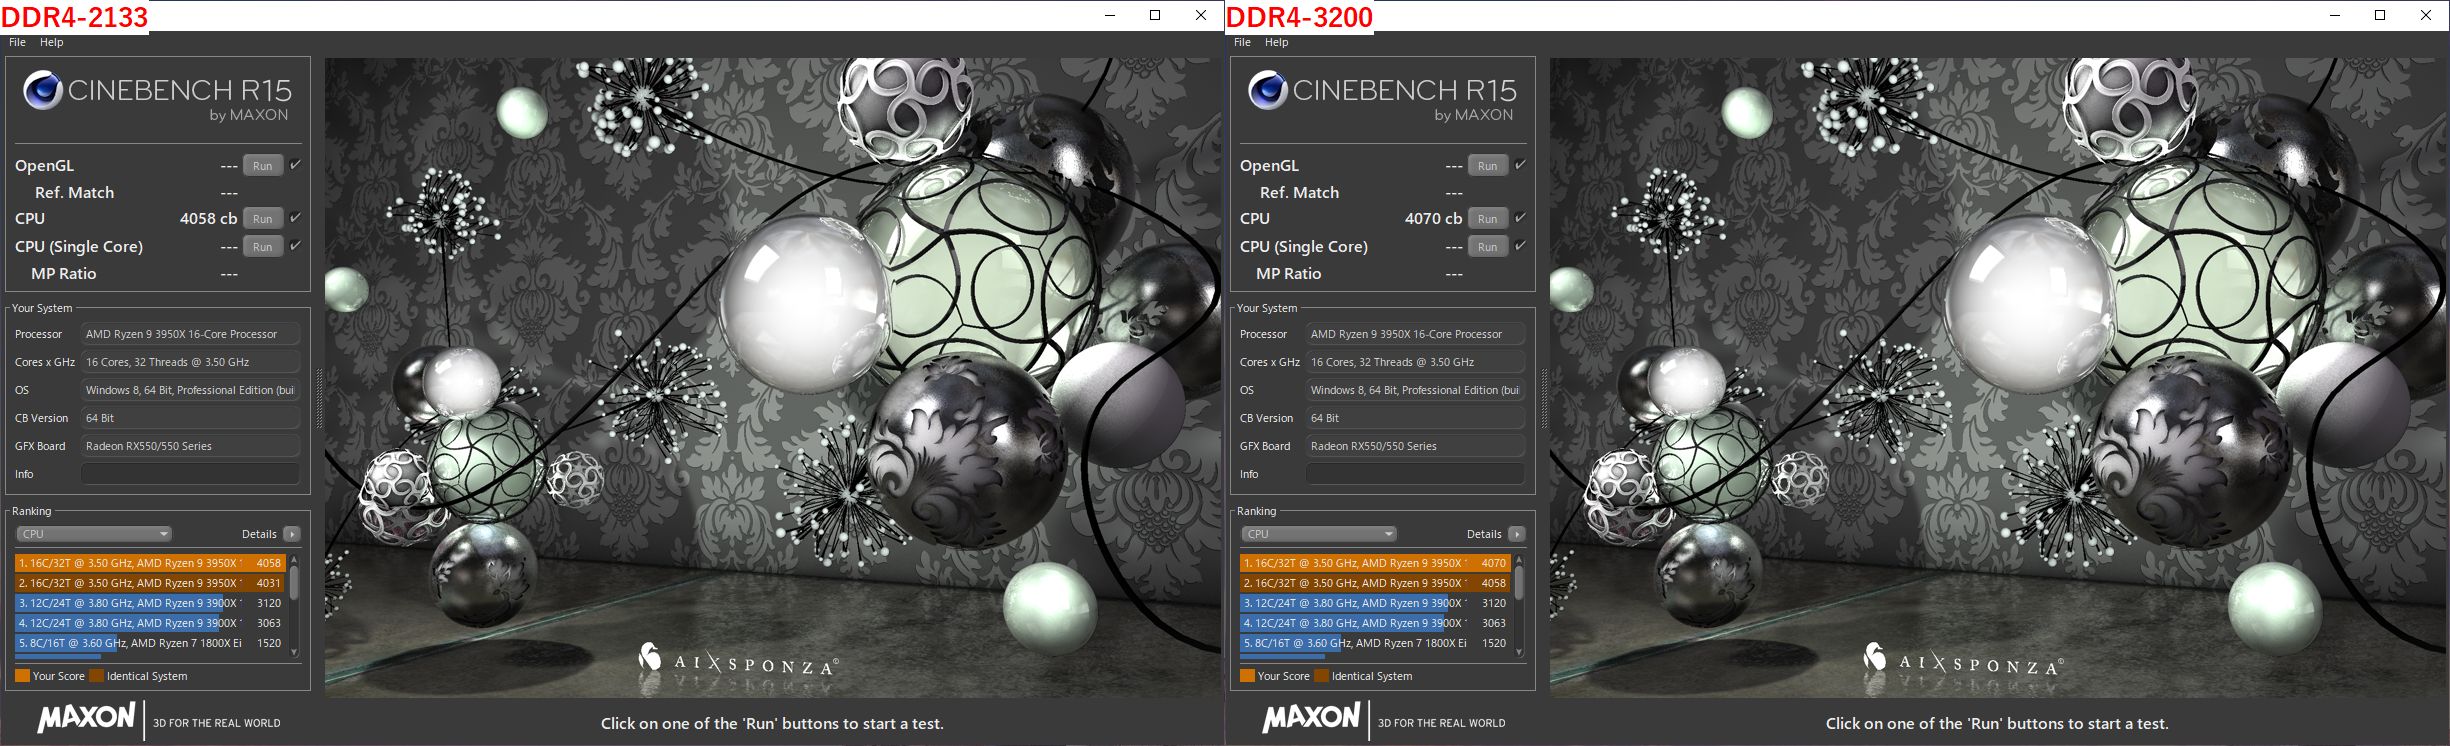 DDR4-2133
File Help
CINEBENCH R15
by MAXON
OpenGL --- Run
Ref. Match ---
CPU 4058 cb Run
CPU (Single Core) --- Run
MP Ratio ---
Your System
Processor AMD Ryzen 9 3950X 16-Core Processor
Cores x GHz 16 Cores, 32 Threads @ 3.50 GHz
OS Windows 8, 64 Bit, Professional Edition (bui
CB Version 64 Bit
GFX Board Radeon RX550/550 Series
Info
Ranking
CPU Details
1. 16C/32T @ 3.50 GHz, AMD Ryzen 9 3950X 4058
2. 16C/32T @ 3.50 GHz, AMD Ryzen 9 3950X 4031
3. 12C/24T @ 3.80 GHz, AMD Ryzen 9 3900X 3120
4. 12C/24T @ 3.80 GHz, AMD Ryzen 9 3900X 3063
5. 8C/16T @ 3.60 GHz, AMD Ryzen 7 1800X Ei 1520
Your Score Identical System
MAXON 3D FOR THE REAL WORLD
AIXSPONZA®
Click on one of the 'Run' buttons to start a test.
DDR4-3200
File Help
CINEBENCH R15
by MAXON
OpenGL --- Run
Ref. Match ---
CPU 4070 cb Run
CPU (Single Core) --- Run
MP Ratio ---
Your System
Processor AMD Ryzen 9 3950X 16-Core Processor
Cores x GHz 16 Cores, 32 Threads @ 3.50 GHz
OS Windows 8, 64 Bit, Professional Edition (bui
CB Version 64 Bit
GFX Board Radeon RX550/550 Series
Info
Ranking
CPU Details
1. 16C/32T @ 3.50 GHz, AMD Ryzen 9 3950X 4070
2. 16C/32T @ 3.50 GHz, AMD Ryzen 9 3950X 4058
3. 12C/24T @ 3.80 GHz, AMD Ryzen 9 3900X 3120
4. 12C/24T @ 3.80 GHz, AMD Ryzen 9 3900X 3063
5. 8C/16T @ 3.60 GHz, AMD Ryzen 7 1800X Ei 1520
Your Score Identical System
MAXON 3D FOR THE REAL WORLD
AIXSPONZA®
Click on one of the 'Run' buttons to start a test.